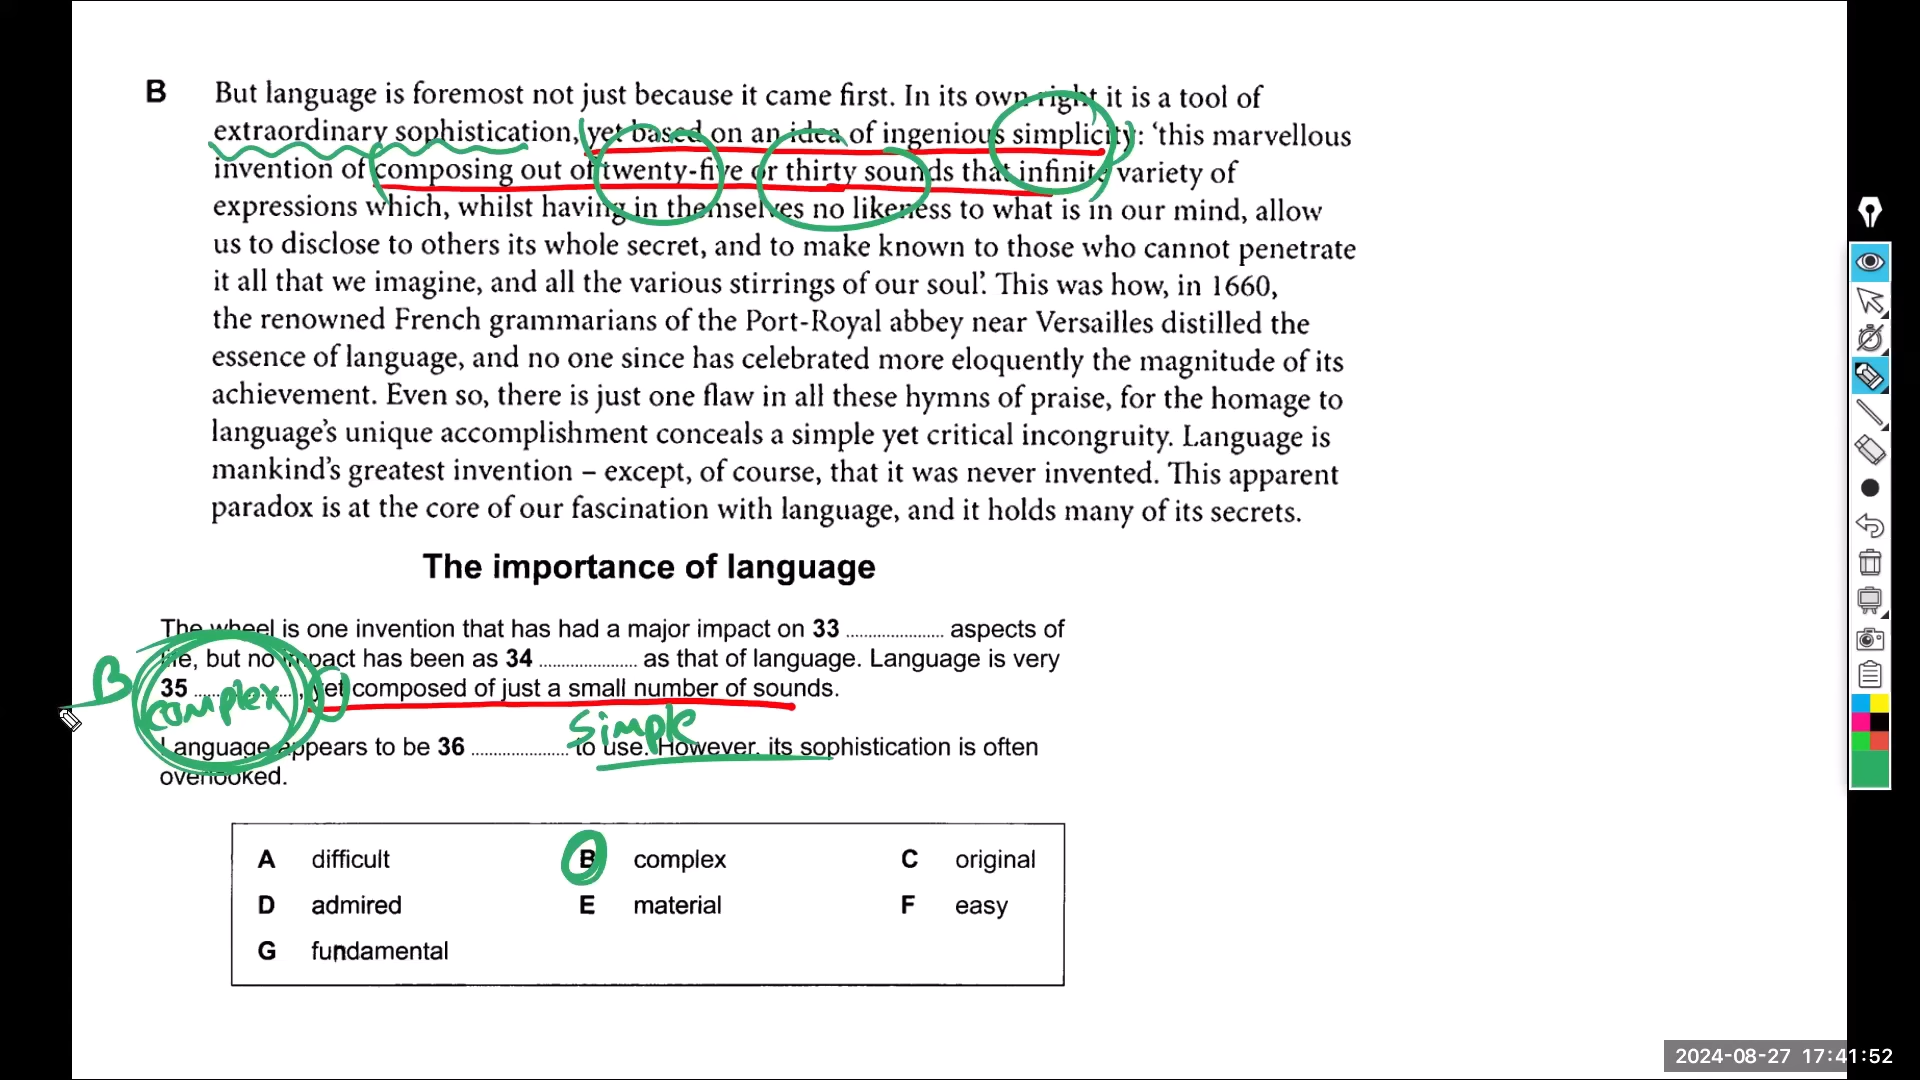 B But language is foremost not just because it came first. In its own right it is a tool of
extraordinary sophistication, yet based on an idea of ingenious simplicity: ‘this marvellous
invention of composing out of twenty-five or thirty sounds that infinite variety of
expressions which, whilst having in themselves no likeness to what is in our mind, allow
us to disclose to others its whole secret, and to make known to those who cannot penetrate
it all that we imagine, and all the various stirrings of our soul’. This was how, in 1660,
the renowned French grammarians of the Port-Royal abbey near Versailles distilled the
essence of language, and no one since has celebrated more eloquently the magnitude of its
achievement. Even so, there is just one flaw in all these hymns of praise, for the homage to
language’s unique accomplishment conceals a simple yet critical incongruity. Language is
mankind’s greatest invention – except, of course, that it was never invented. This apparent
paradox is at the core of our fascination with language, and it holds many of its secrets.
The importance of language
The wheel is one invention that has had a major impact on 33 ..................... aspects of
life, but no impact has been as 34 ..................... as that of language. Language is very
B
35 ....................., yet composed of just a small number of sounds.
complex
simple
Language appears to be 36 ..................... to use. However, its sophistication is often
overlooked.
A difficult B complex C original
D admired E material F easy
G fundamental
2024-08-27 17:41:52